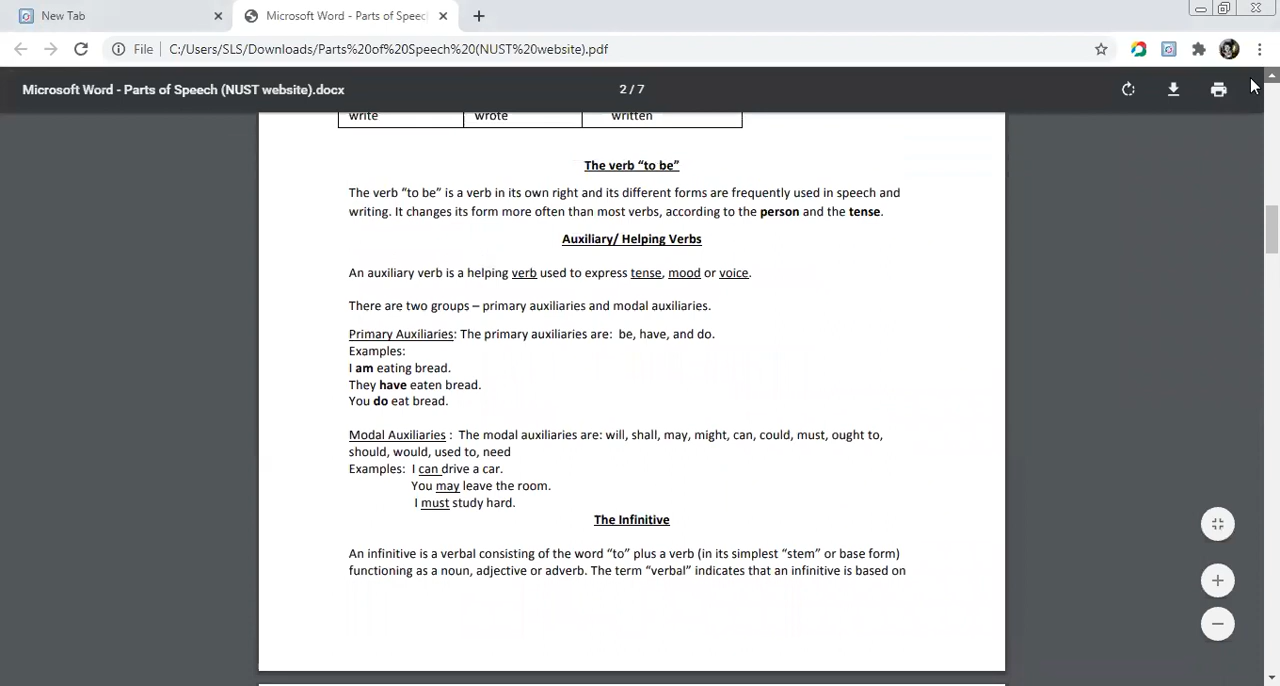 New Tab
Microsoft Word - Parts of Speec
File
C:/Users/SLS/Downloads/Parts%20of%20Speech%20(NUST%20website).pdf
Microsoft Word - Parts of Speech (NUST website).docx
2 / 7
write wrote written
The verb “to be”
The verb “to be” is a verb in its own right and its different forms are frequently used in speech and
writing. It changes its form more often than most verbs, according to the person and the tense.
Auxiliary/ Helping Verbs
An auxiliary verb is a helping verb used to express tense, mood or voice.
There are two groups – primary auxiliaries and modal auxiliaries.
Primary Auxiliaries: The primary auxiliaries are: be, have, and do.
Examples:
I am eating bread.
They have eaten bread.
You do eat bread.
Modal Auxiliaries : The modal auxiliaries are: will, shall, may, might, can, could, must, ought to,
should, would, used to, need
Examples: I can drive a car.
You may leave the room.
I must study hard.
The Infinitive
An infinitive is a verbal consisting of the word “to” plus a verb (in its simplest “stem” or base form)
functioning as a noun, adjective or adverb. The term “verbal” indicates that an infinitive is based on